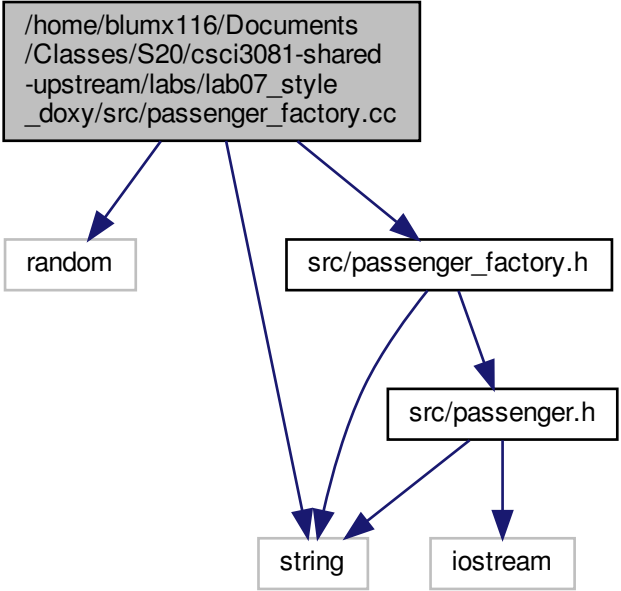 /home/blumx116/Documents
/Classes/S20/csci3081-shared
-upstream/labs/lab07_style
_doxy/src/passenger_factory.cc
random
src/passenger_factory.h
src/passenger.h
string
iostream